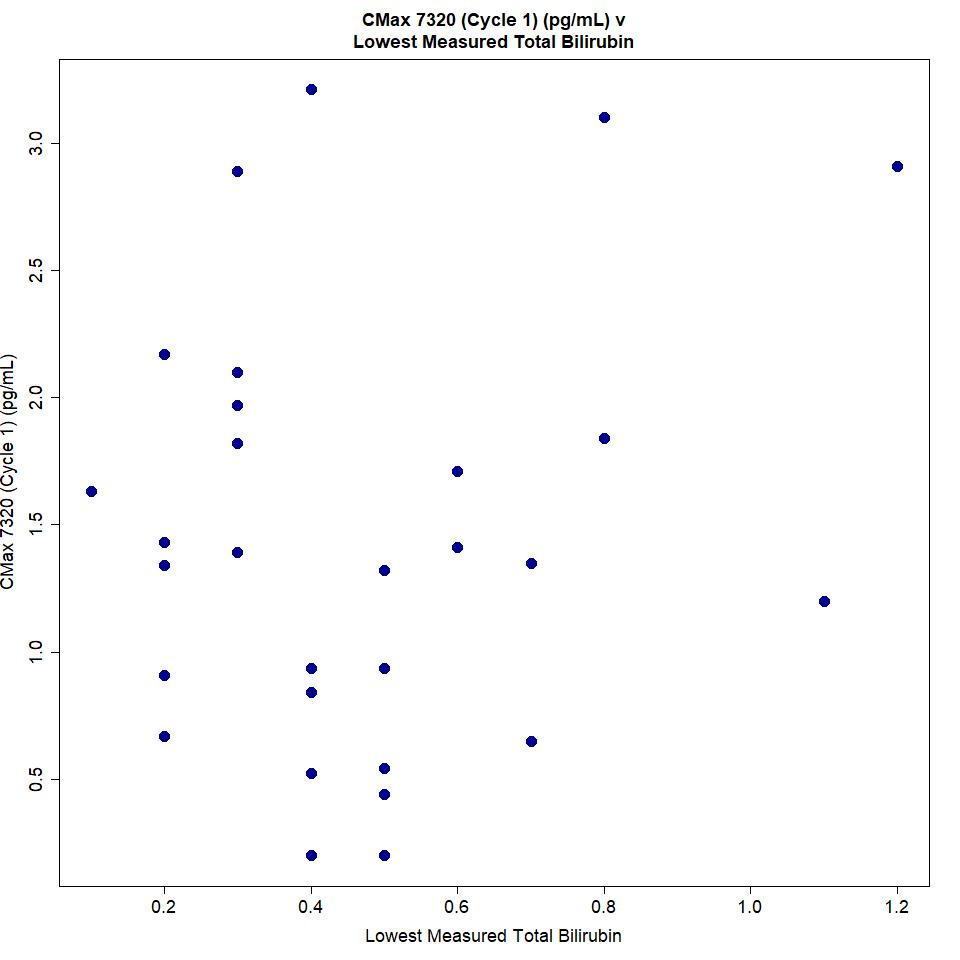 CMax 7320 (Cycle 1) (pg/mL) v
Lowest Measured Total Bilirubin
CMax 7320 (Cycle 1) (pg/mL)
3.0
2.5
2.0
1.5
1.0
0.5
0.2 0.4 0.6 0.8 1.0 1.2
Lowest Measured Total Bilirubin